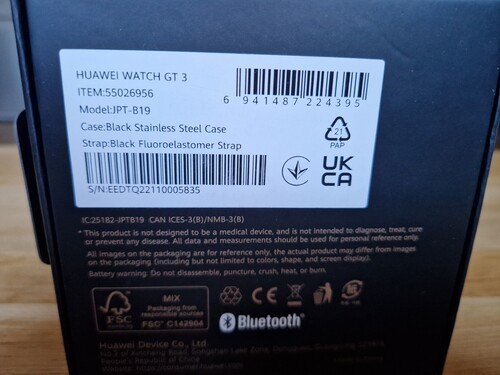 HUAWEI WATCH GT 3
ITEM:55026956
Model:JPT-B19
Case:Black Stainless Steel Case
Strap:Black Fluoroelastomer Strap
S/N:EEDTQ22110005835
6 941487 224395
21
PAP
UK
CA
IC:25182-JPTB19 CAN ICES-3(B)/NMB-3(B)
* This product is not designed to be a medical device, and is not intended to diagnose, treat, cure
or prevent any disease. All data and measurements should be used for personal reference only.
All images on the packaging are for reference only, the actual product may differ from images
on the packaging (including but not limited to colors, shape, and screen display).
Battery warning: Do not disassemble, puncture, crush, heat, or burn.
FSC
MIX
Packaging from
responsible sources
FSC® C142904
CE
Bluetooth®
Huawei Device Co., Ltd.
People's Republic of China